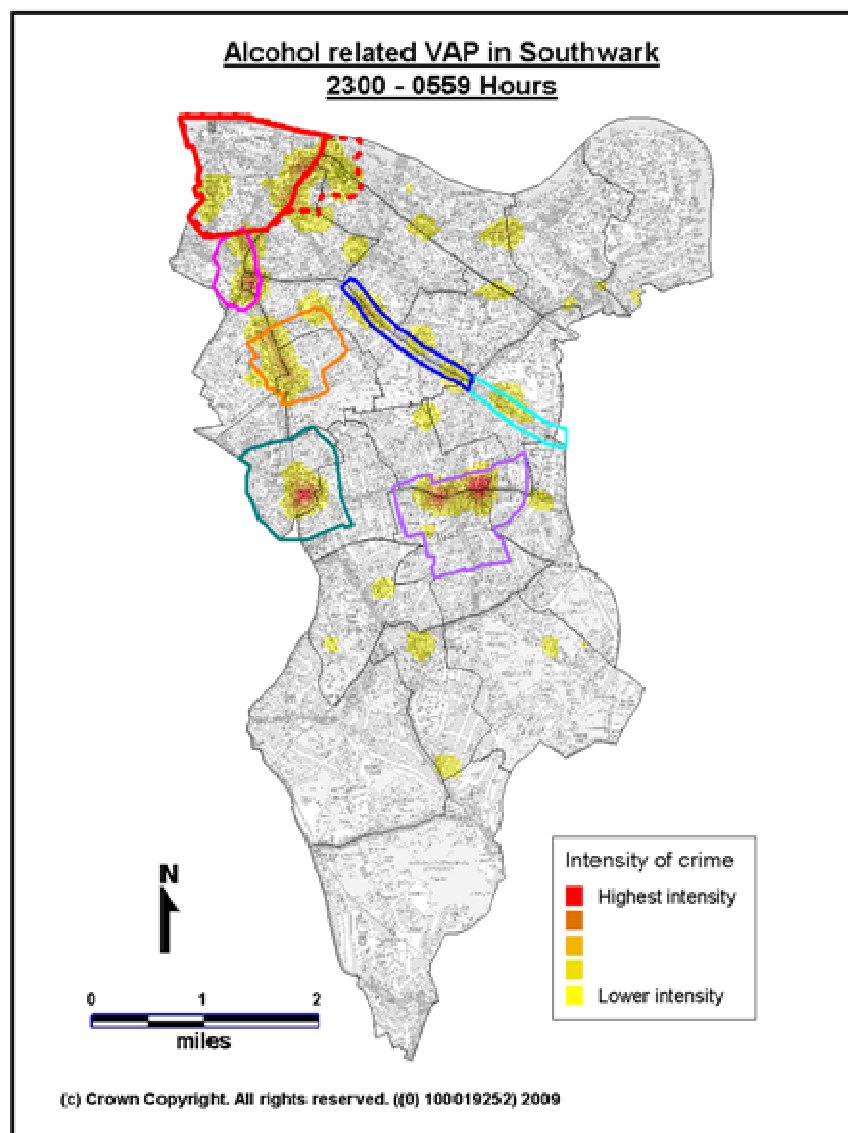 Alcohol related VAP in Southwark
2300 - 0559 Hours
N
0 1 2
miles
Intensity of crime
Highest intensity
Lower intensity
(c) Crown Copyright. All rights reserved. ((0) 100019252) 2009